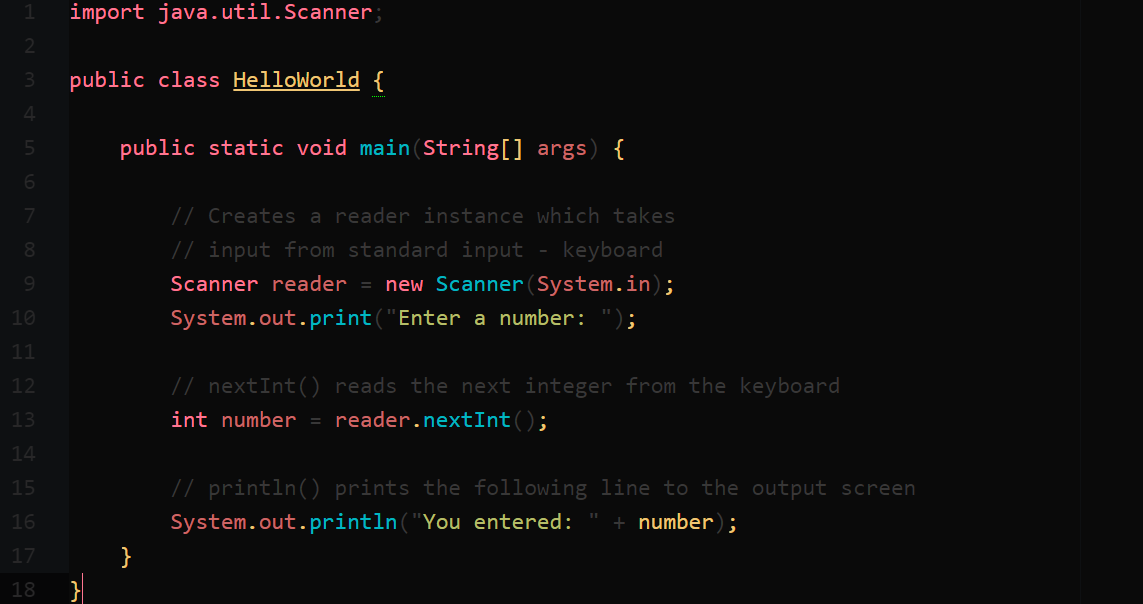 1 import java.util.Scanner;
2
3 public class HelloWorld {
4
5     public static void main(String[] args) {
6
7         // Creates a reader instance which takes
8         // input from standard input - keyboard
9         Scanner reader = new Scanner(System.in);
10         System.out.print("Enter a number: ");
11
12         // nextInt() reads the next integer from the keyboard
13         int number = reader.nextInt();
14
15         // println() prints the following line to the output screen
16         System.out.println("You entered: " + number);
17     }
18 }